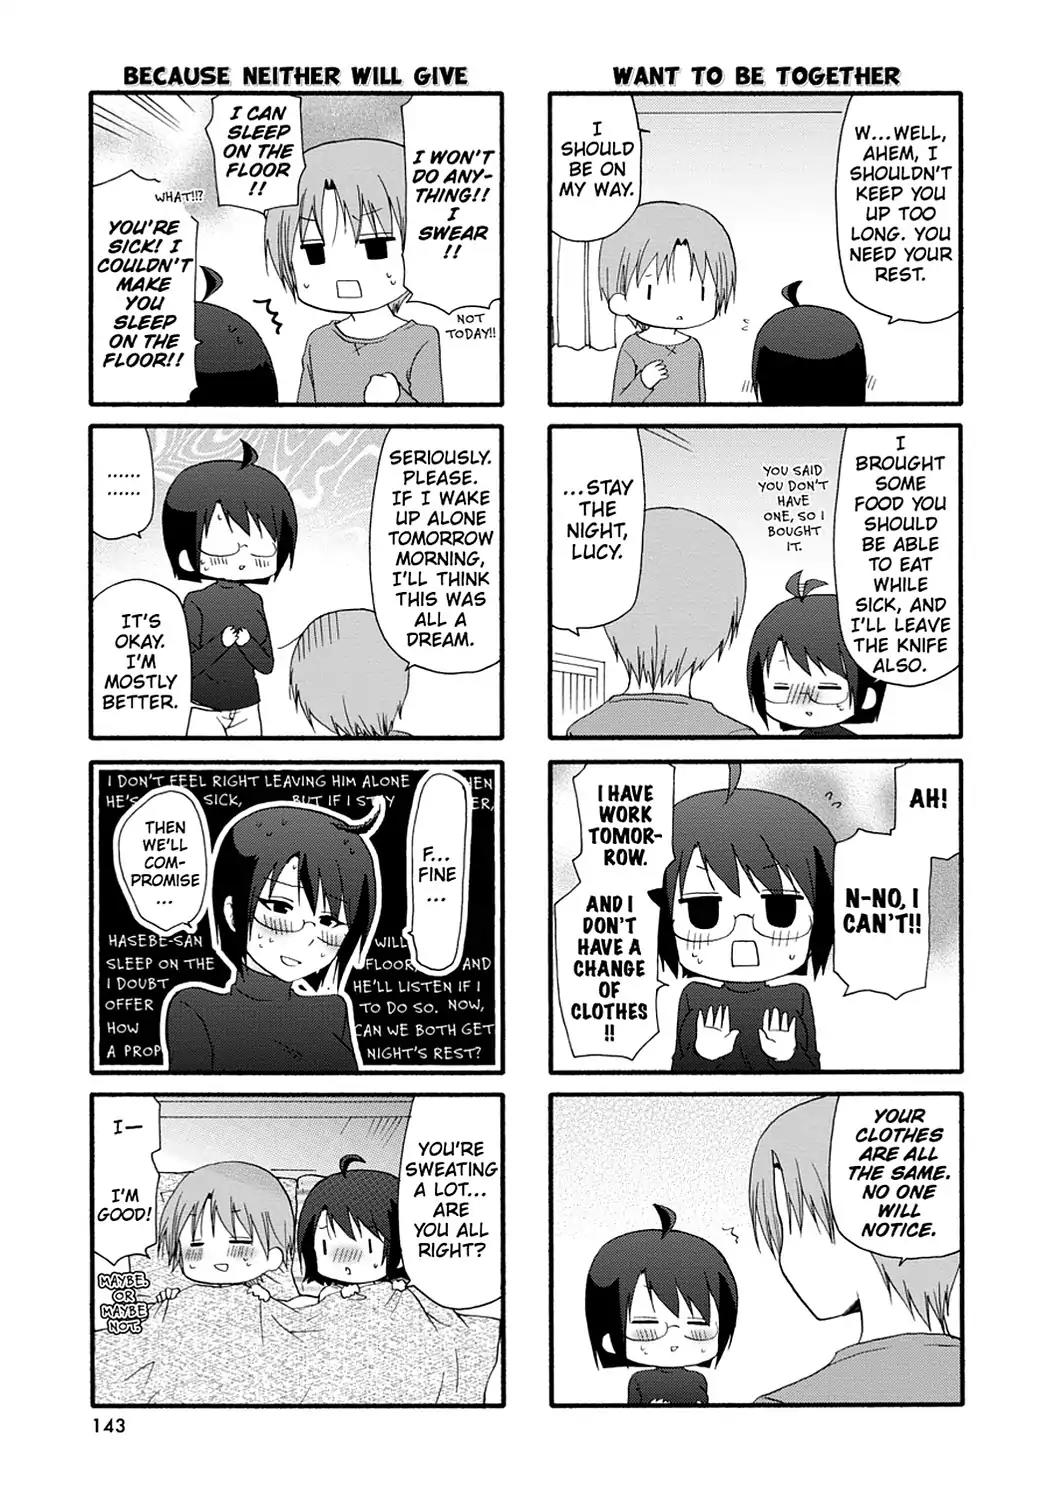 WANT TO BE TOGETHER
W...WELL,
AHEM, I
SHOULDN'T
KEEP YOU
UP TOO
LONG. YOU
NEED YOUR
REST.
I
SHOULD
BE ON
MY WAY.
I
BROUGHT
SOME
FOOD YOU
SHOULD
BE ABLE
TO EAT
WHILE
SICK, AND
I'LL LEAVE
THE KNIFE
ALSO.
YOU SAID
YOU DON'T
HAVE
ONE, SO I
BOUGHT
IT.
...STAY
THE
NIGHT,
LUCY.
AH!
N-NO, I
CAN'T!!
I HAVE
WORK
TOMOR-
ROW.
AND I
DON'T
HAVE A
CHANGE
OF
CLOTHES
!!
YOUR
CLOTHES
ARE ALL
THE SAME.
NO ONE
WILL
NOTICE.
BECAUSE NEITHER WILL GIVE
I WON'T
DO ANY-
THING!!
I
SWEAR
!!
NOT
TODAY!!
I CAN
SLEEP
ON THE
FLOOR
!!
WHAT!!?
YOU'RE
SICK! I
COULDN'T
MAKE
YOU
SLEEP
ON THE
FLOOR!!
SERIOUSLY.
PLEASE.
IF I WAKE
UP ALONE
TOMORROW
MORNING,
I'LL THINK
THIS WAS
ALL A
DREAM.
......
......
IT'S
OKAY.
I'M
MOSTLY
BETTER.
I DON'T FEEL RIGHT LEAVING HIM ALONE
HE'S SICK, BUT IF I STAY
HASEBE-SAN WILL
SLEEP ON THE FLOOR, AND
I DOUBT HE'LL LISTEN IF I
OFFER TO DO SO. NOW,
HOW CAN WE BOTH GET
A NIGHT'S REST?
F...
FINE
...
THEN
WE'LL
COM-
PROMISE
...
YOU'RE
SWEATING
A LOT...
ARE
YOU ALL
RIGHT?
I—
I'M
GOOD!
MAYBE.
OR
MAYBE
NOT.
143